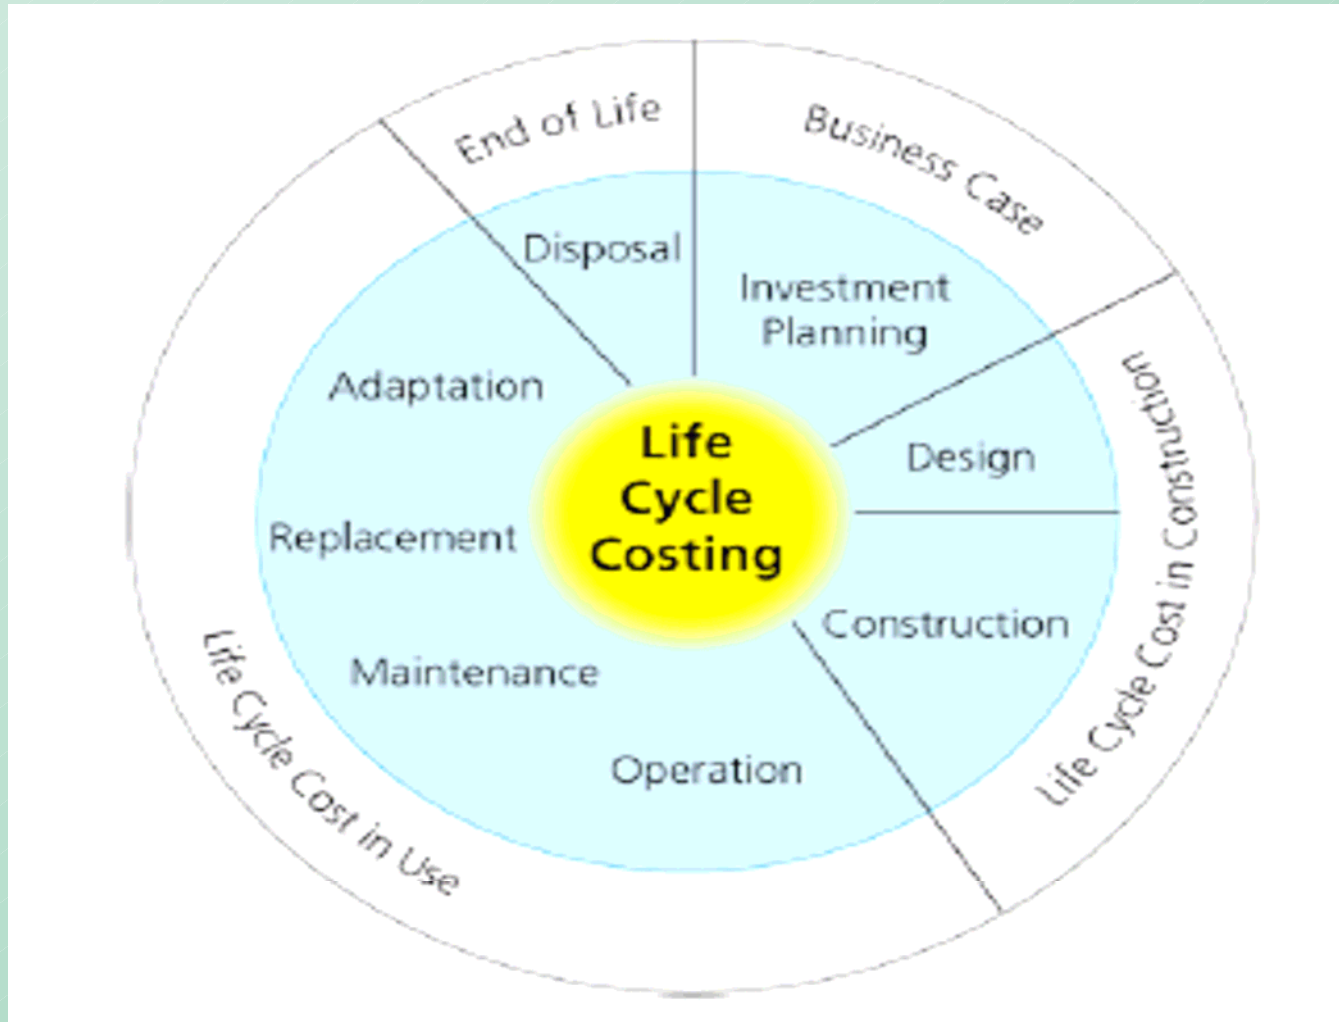 End of Life
Business Case
Disposal
Investment
Planning
Adaptation
Life
Cycle
Costing
Design
Life Cycle Cost in Construction
Replacement
Construction
Maintenance
Life Cycle Cost in Use
Operation